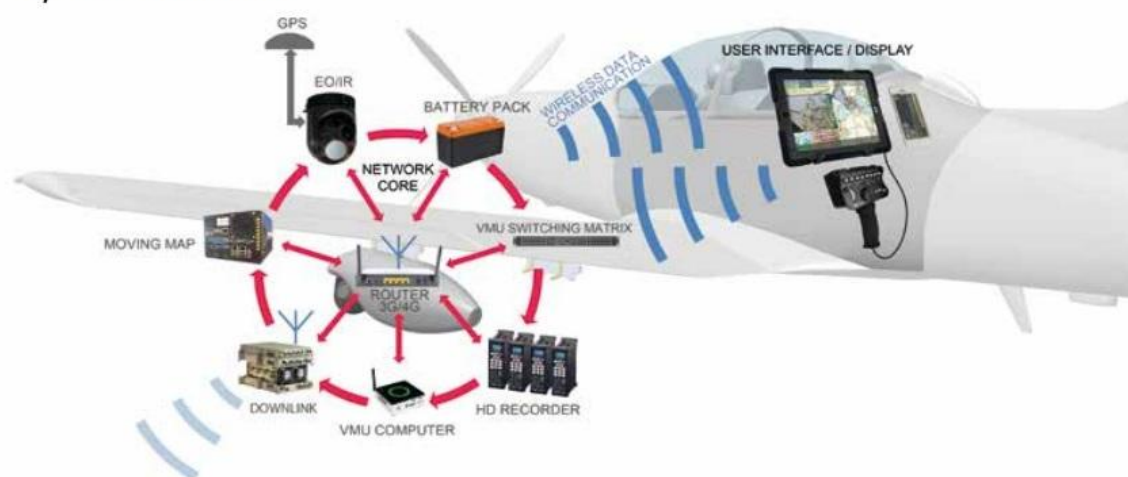 GPS
EO/IR
BATTERY PACK
WIRELESS DATA
COMMUNICATION
USER INTERFACE / DISPLAY
NETWORK
CORE
MOVING MAP
VMU SWITCHING MATRIX
ROUTER
3G/4G
DOWNLINK
VMU COMPUTER
HD RECORDER